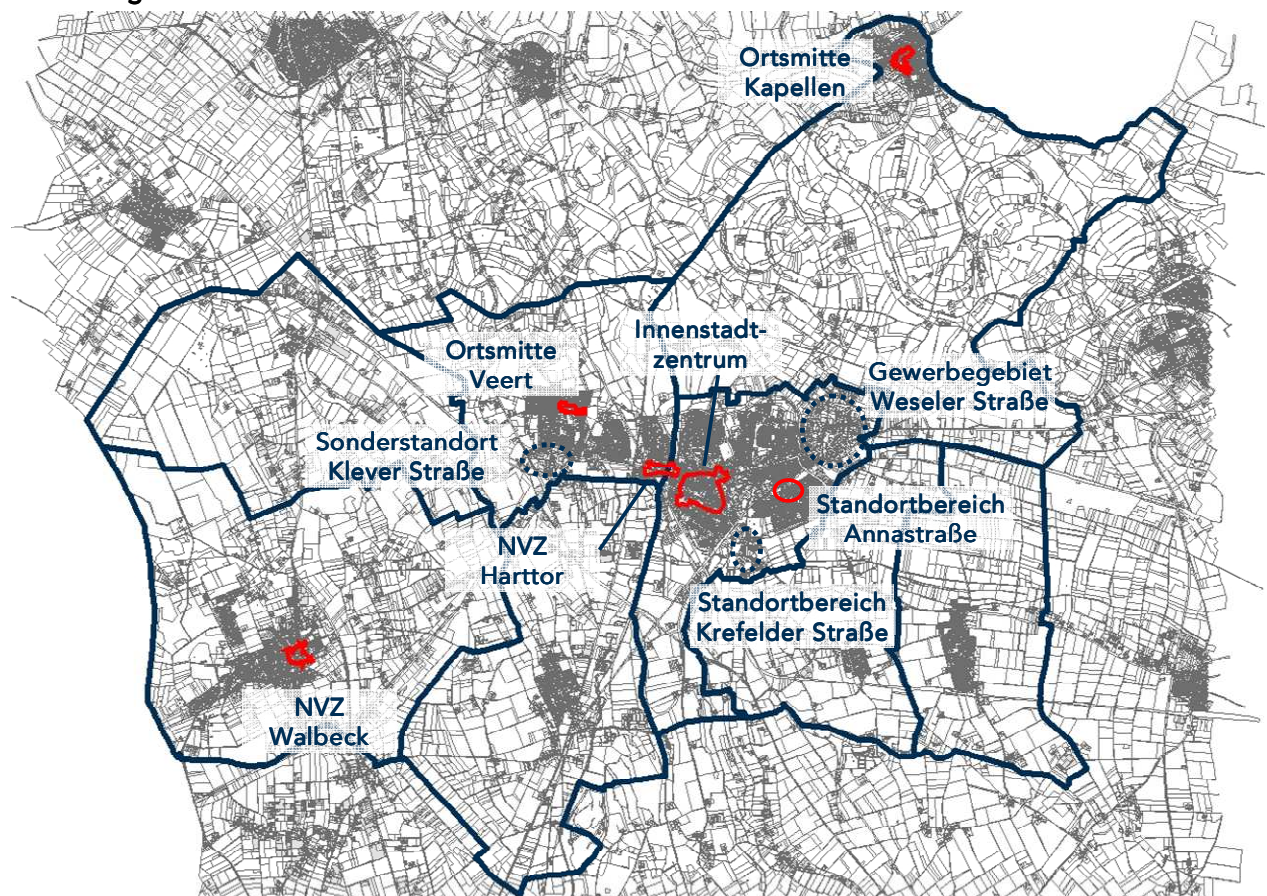 Ortsmitte
Kapellen
Innenstadt-
zentrum
Ortsmitte
Veert
Gewerbegebiet
Weseler Straße
Sonderstandort
Klever Straße
Standortbereich
Annastraße
NVZ
Harttor
Standortbereich
Krefelder Straße
NVZ
Walbeck